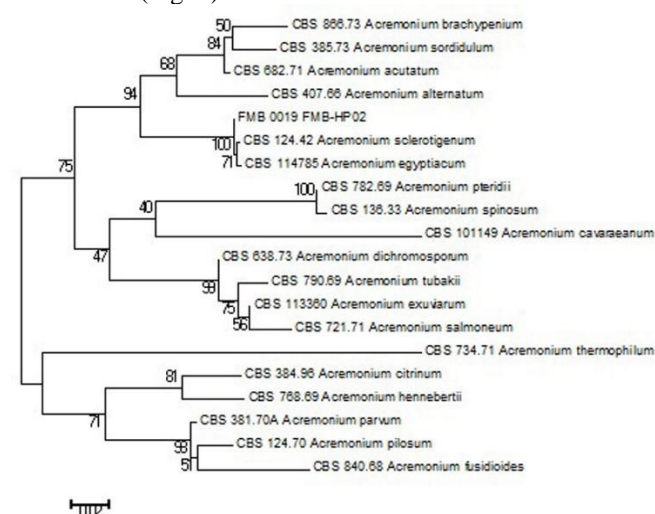 50
CBS 866.73 Acremonium brachypenium
84
CBS 385.73 Acremonium sordidulum
68
CBS 682.71 Acremonium acutatum
94
CBS 407.66 Acremonium alternatum
FMB 0019 FMB-HP02
100
CBS 124.42 Acremonium sclerotigenum
71
CBS 114785 Acremonium egyptiacum
75
100
CBS 782.69 Acremonium pteridii
40
CBS 136.33 Acremonium spinosum
CBS 101149 Acremonium cavaraeanum
47
CBS 638.73 Acremonium dichromosporum
99
CBS 790.69 Acremonium tubakii
75
CBS 113360 Acremonium exuviarum
56
CBS 721.71 Acremonium salmoneum
CBS 734.71 Acremonium thermophilum
81
CBS 384.96 Acremonium citrinum
CBS 768.69 Acremonium hennebertii
71
CBS 381.70A Acremonium parvum
98
CBS 124.70 Acremonium pilosum
CBS 840.68 Acremonium fusidioides